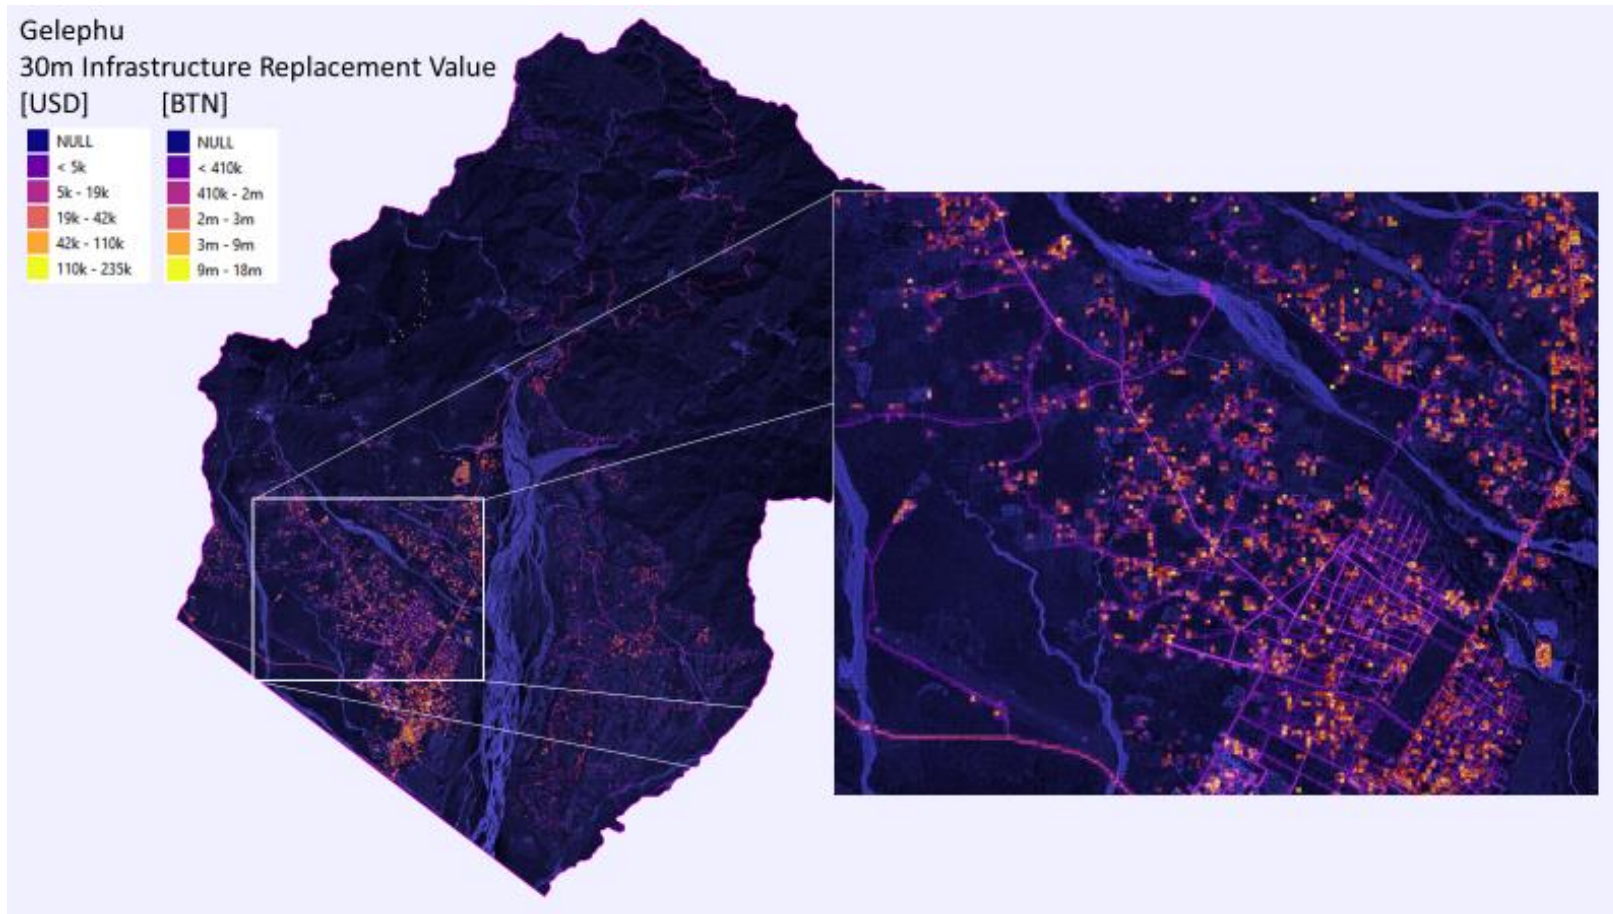 Gelephu
30m Infrastructure Replacement Value
[USD] [BTN]
NULL NULL
< 5k < 410k
5k - 19k 410k - 2m
19k - 42k 2m - 3m
42k - 110k 3m - 9m
110k - 235k 9m - 18m